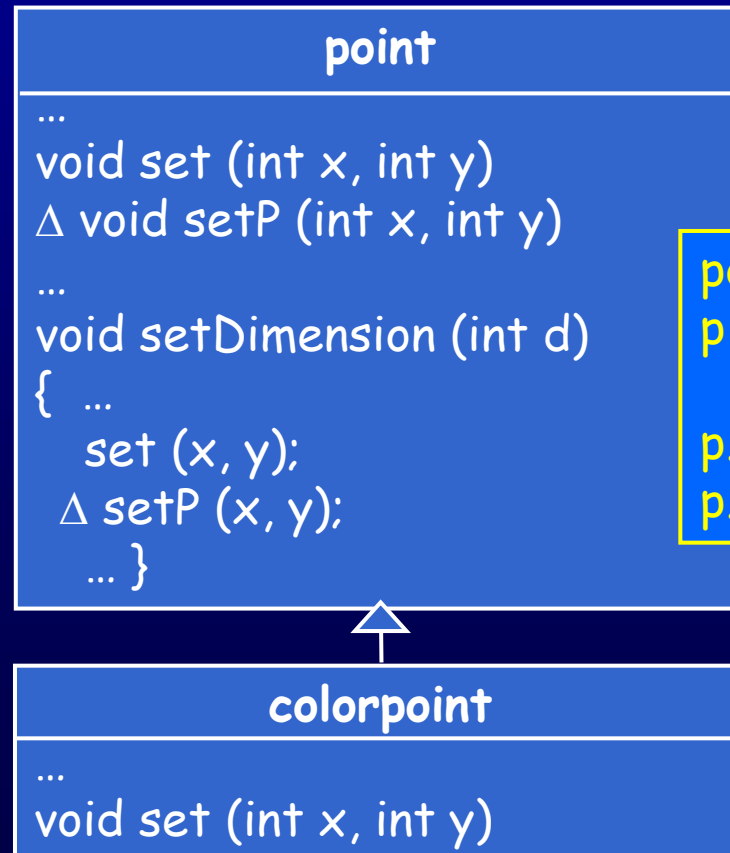 point
…
void set (int x, int y)
∆ void setP (int x, int y)
…
void setDimension (int d)
{ …
set (x, y);
∆ setP (x, y);
… }
p
p.
p.
colorpoint
…
void set (int x, int y)